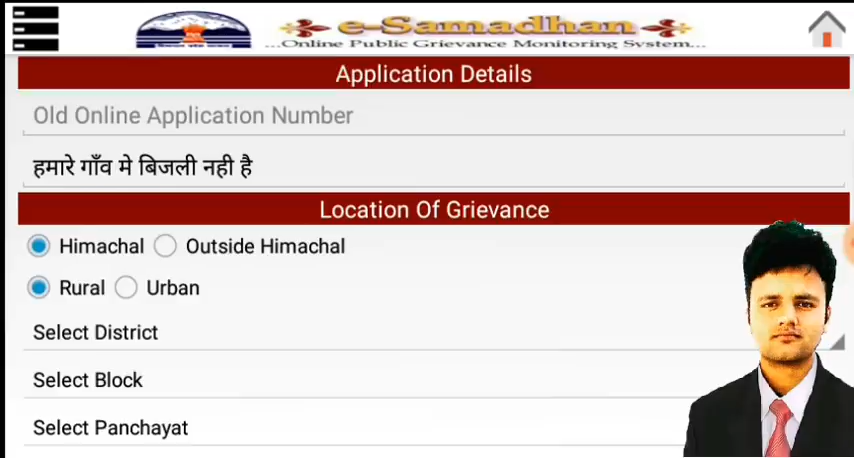 e-Samadhan
...Online Public Grievance Monitoring System...
Application Details
Old Online Application Number
हमारे गाँव मे बिजली नही है
Location Of Grievance
Himachal Outside Himachal
Rural Urban
Select District
Select Block
Select Panchayat